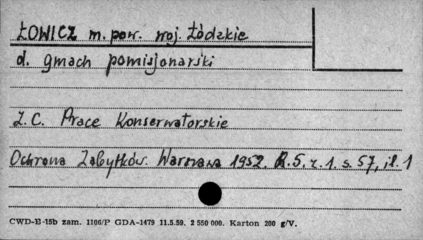 ŁOWICZ m. pow. woj. Łódzkie
d. gmach pomisjonarski
Z.C. Prace Konserwatorskie
Ochrona Zabytków. Warszawa 1952. R.5. z.1. s.57, il.1
CWD-E-15b zam. 1106/P GDA-1479 11.5.59. 2 550 000. Karton 200 g/V.